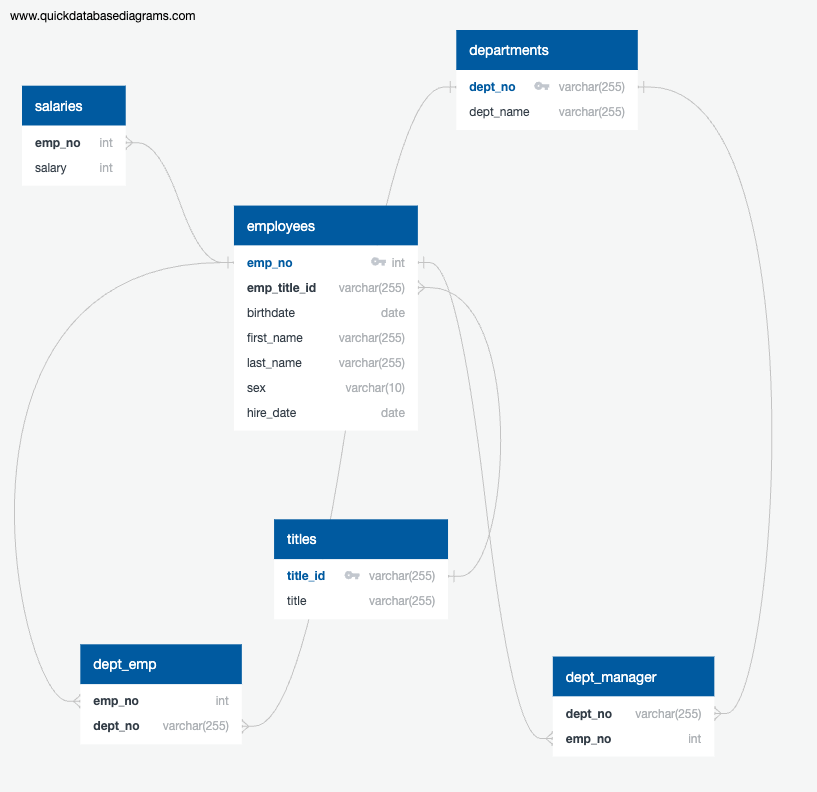 www.quickdatabasediagrams.com
departments
dept_no varchar(255)
dept_name varchar(255)
salaries
emp_no int
salary int
employees
emp_no int
emp_title_id varchar(255)
birthdate date
first_name varchar(255)
last_name varchar(255)
sex varchar(10)
hire_date date
titles
title_id varchar(255)
title varchar(255)
dept_emp
emp_no int
dept_no varchar(255)
dept_manager
dept_no varchar(255)
emp_no int